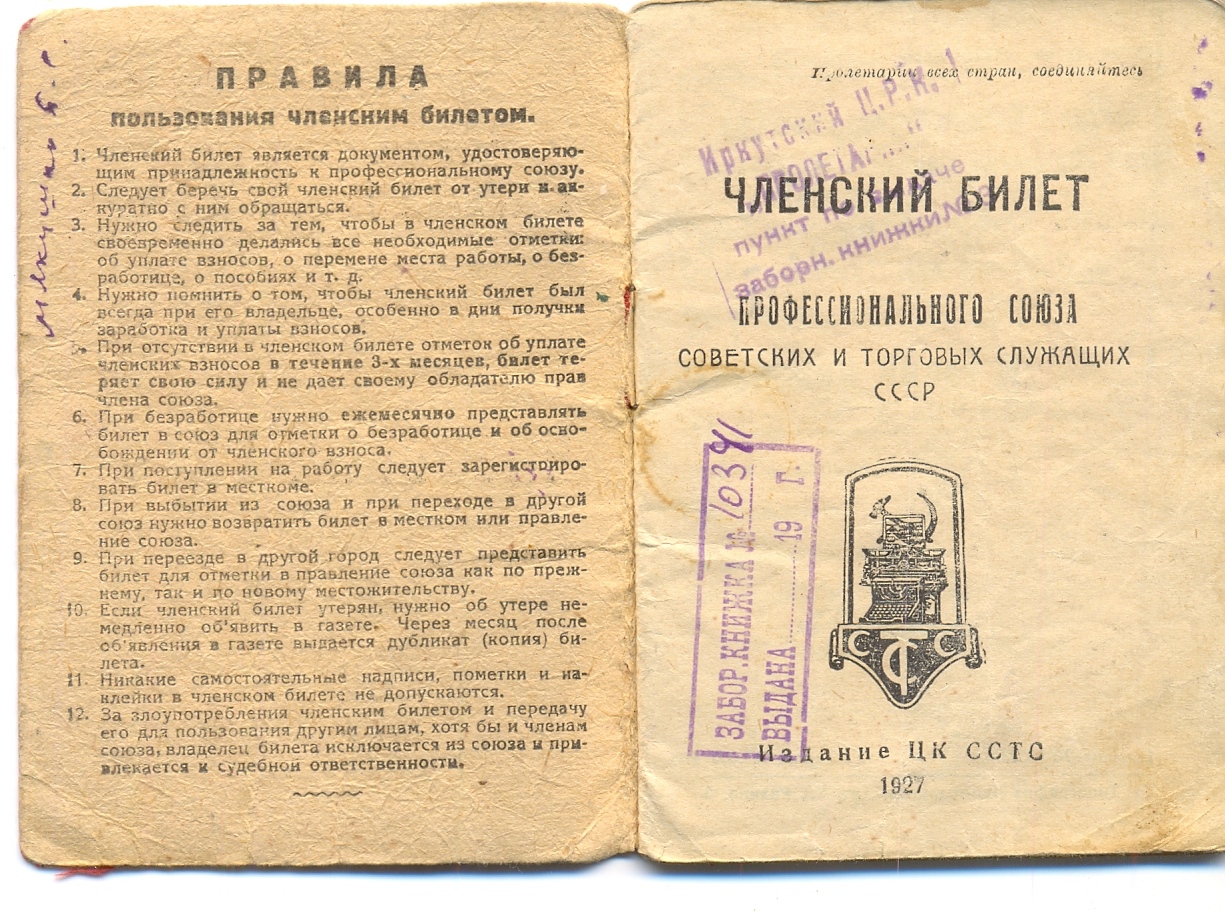 ПРАВИЛА
пользования членским билетом.
1. Членский билет является документом, удостоверяю-
щим принадлежность к профессиональному союзу.
2. Следует беречь свой членский билет от утери и ак-
куратно с ним обращаться.
3. Нужно следить за тем, чтобы в членском билете
своевременно делались все необходимые отметки:
об уплате взносов, о перемене места работы, о без-
работице, о пособиях и т. д.
4. Нужно помнить о том, чтобы членский билет был
всегда при его владельце, особенно в дни получки
заработка и уплаты взносов.
5. При отсутствии в членском билете отметок об уплате
членских взносов в течение 3-х месяцев, билет те-
ряет свою силу и не дает своему обладателю прав
члена союза.
6. При безработице нужно ежемесячно представлять
билет в союз для отметки о безработице и об осво-
бождении от членского взноса.
7. При поступлении на работу следует зарегистриро-
вать билет в месткоме.
8. При выбытии из союза и при переходе в другой
союз нужно возвратить билет в местком или правле-
ние союза.
9. При переезде в другой город следует представить
билет для отметки в правление союза как по преж-
нему, так и по новому местожительству.
10. Если членский билет утерян, нужно об утере не-
медленно об'явить в газете. Через месяц после
об'явления в газете выдается дубликат (копия) би-
лета.
11. Никакие самостоятельные надписи, пометки и на-
клейки в членском билете не допускаются.
12. За злоупотребления членским билетом и передачу
его для пользования другим лицам, хотя бы и членам
союза, владелец билета исключается из союза и при-
влекается к судебной ответственности.
Пролетарии всех стран, соединяйтесь
Иркутский Ц.Р.К.
пункт по
заборн. книжки №
ЧЛЕНСКИЙ БИЛЕТ
ПРОФЕССИОНАЛЬНОГО СОЮЗА
СОВЕТСКИХ И ТОРГОВЫХ СЛУЖАЩИХ
СССР
ЗАБОР. КНИЖКА № 10341
ВЫДАНА 19 Г.
ССТС
Издание ЦК ССТС
1927